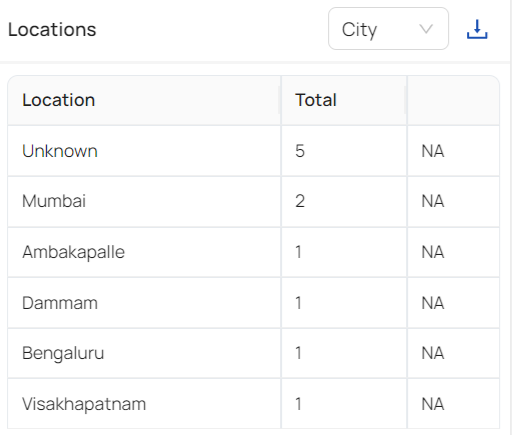 Locations City
Location Total
Unknown 5 NA
Mumbai 2 NA
Ambakapalle 1 NA
Dammam 1 NA
Bengaluru 1 NA
Visakhapatnam 1 NA